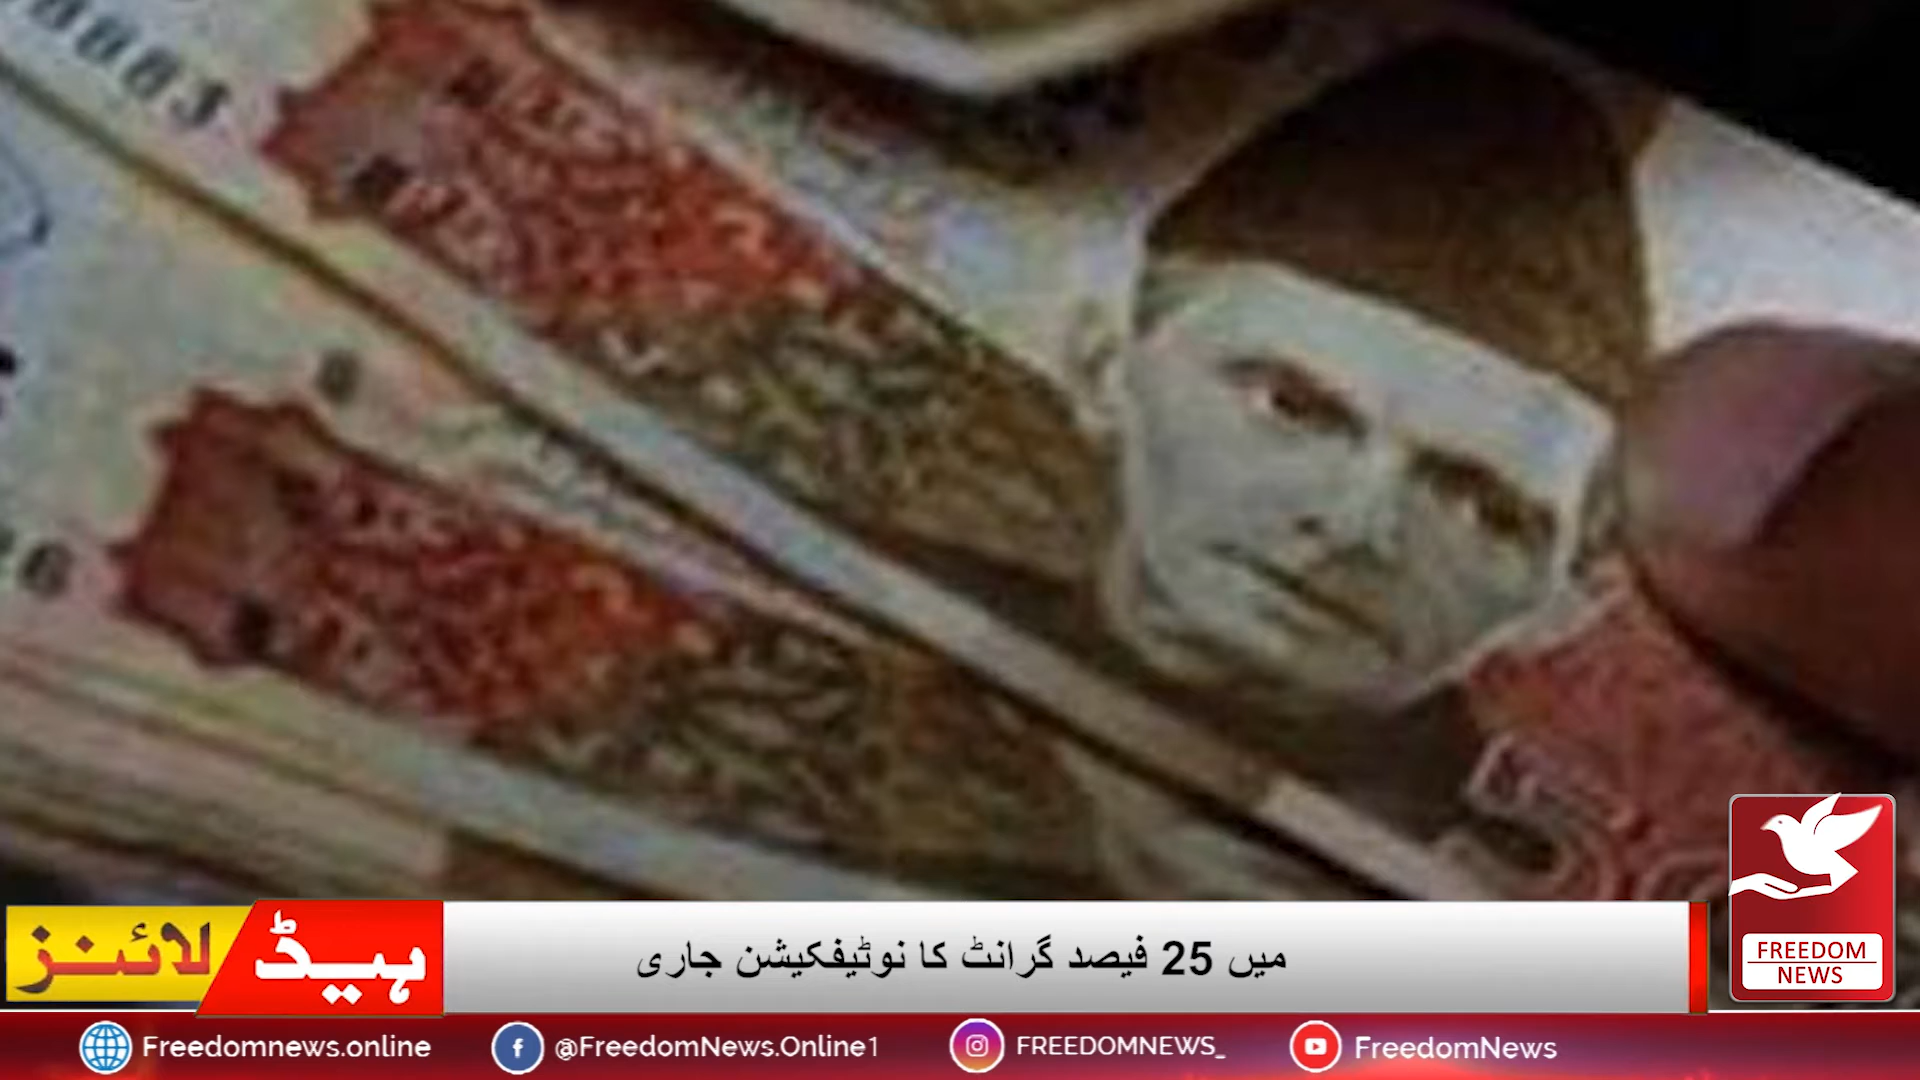 ہیڈ لائنز
میں 25 فیصد گرانٹ کا نوٹیفکیشن جاری
FREEDOM
NEWS
Freedomnews.online
@FreedomNews.Online1
FREEDOMNEWS_
FreedomNews